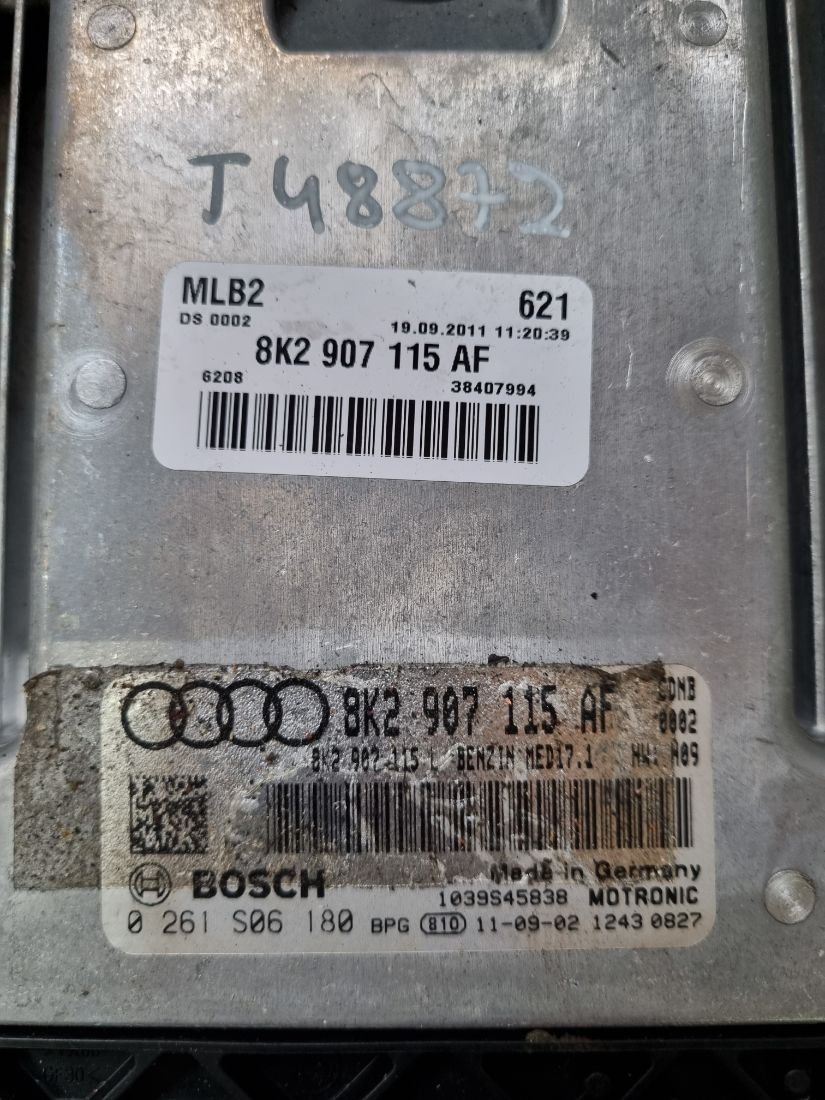 T48872
MLB2 621
DS 0002 19.09.2011 11:20:39
8K2 907 115 AF
6208 38407994
8K2 907 115 AF CDNB
0002
8K2 907 115 L BENZIN MED17.1 HW: H09
Made in Germany
BOSCH 1039S45838 MOTRONIC
0 261 S06 180 BPG 810 11-09-02 1243 0827